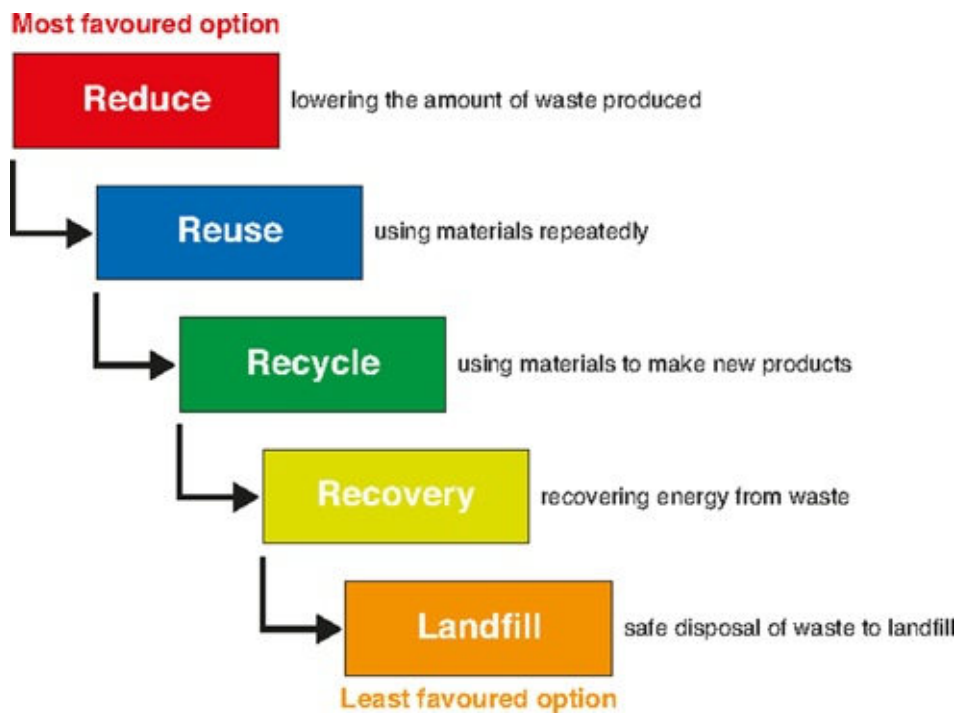 Most favoured option
Reduce
lowering the amount of waste produced
Reuse
using materials repeatedly
Recycle
using materials to make new products
Recovery
recovering energy from waste
Landfill
safe disposal of waste to landfill
Least favoured option